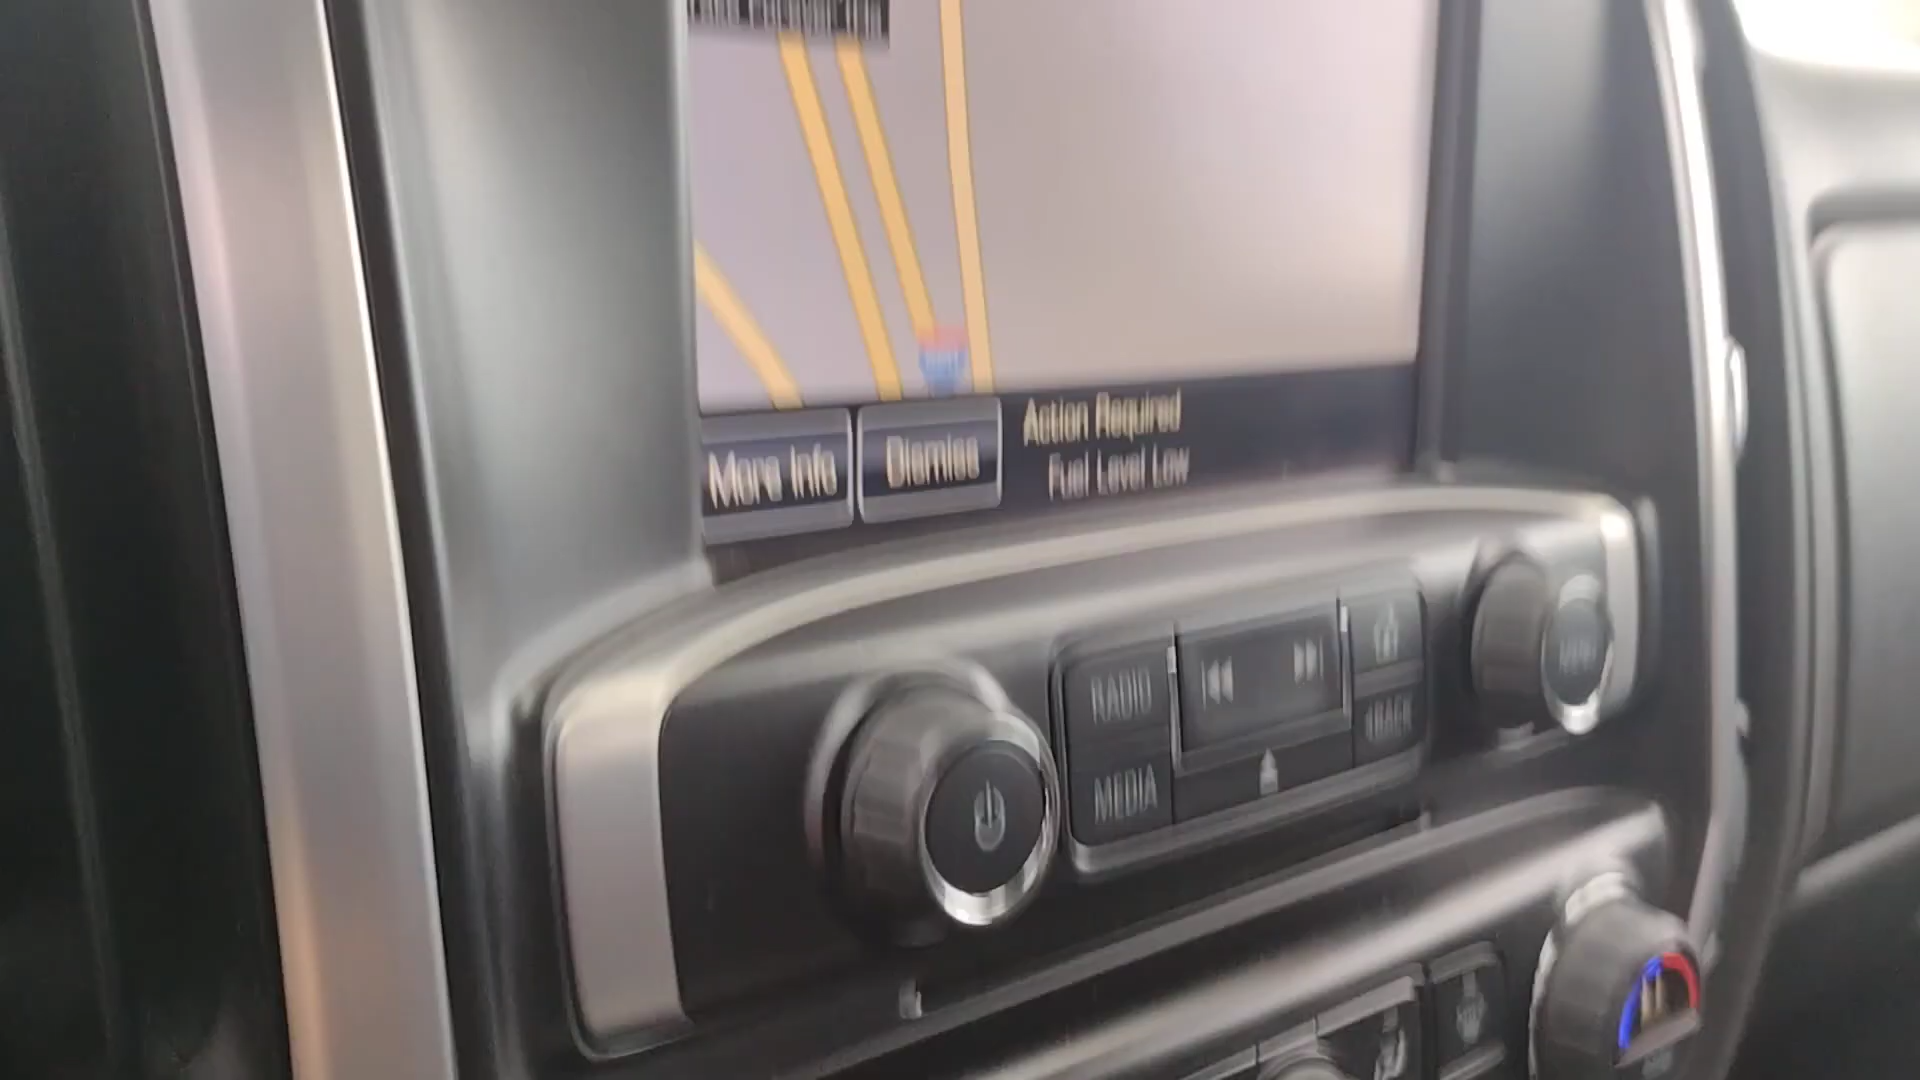 More Info
Dismiss
Action Required
Fuel Level Low
RADIO
BACK
MEDIA